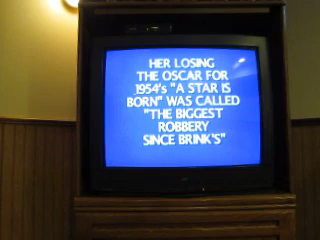 HER LOSING
THE OSCAR FOR
1954's "A STAR IS
BORN" WAS CALLED
"THE BIGGEST
ROBBERY
SINCE BRINK'S"